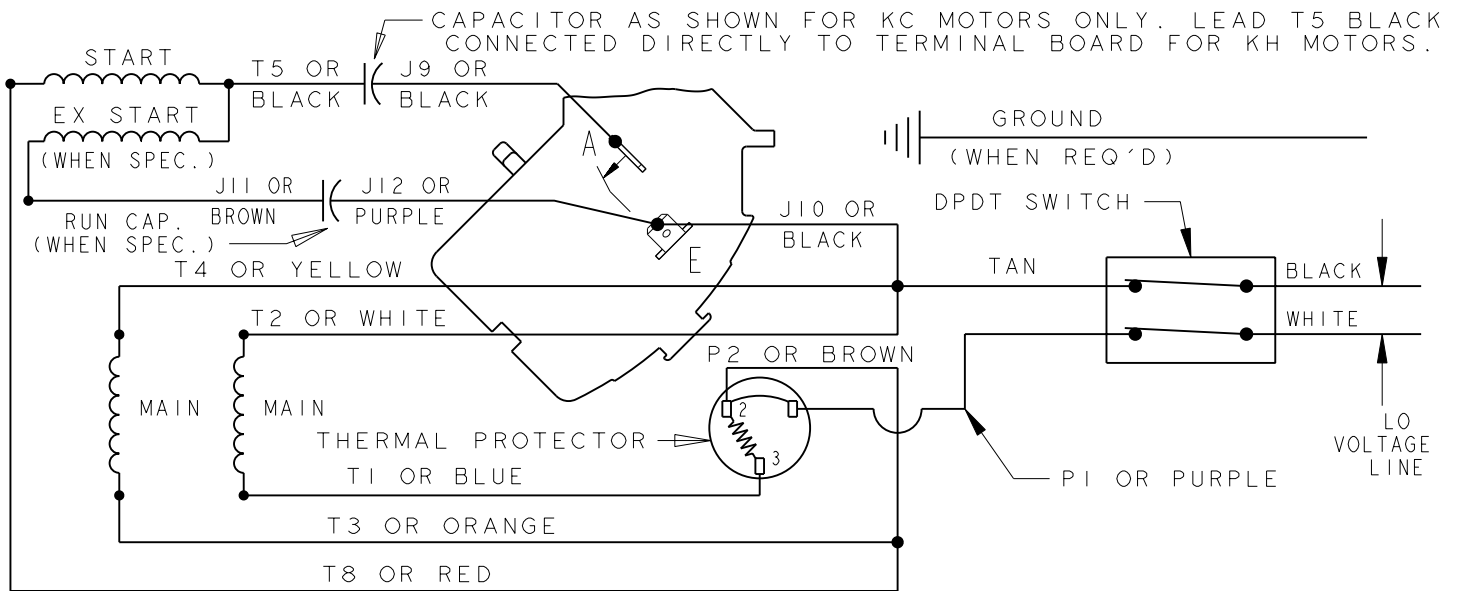 CAPACITOR AS SHOWN FOR KC MOTORS ONLY. LEAD T5 BLACK
CONNECTED DIRECTLY TO TERMINAL BOARD FOR KH MOTORS.
START
T5 OR
BLACK
J9 OR
BLACK
EX START
(WHEN SPEC.)
A
GROUND
(WHEN REQ'D)
J11 OR
BROWN
J12 OR
PURPLE
RUN CAP.
(WHEN SPEC.)
J10 OR
BLACK
DPDT SWITCH
E
T4 OR YELLOW
TAN
BLACK
T2 OR WHITE
WHITE
P2 OR BROWN
MAIN
MAIN
2
3
THERMAL PROTECTOR
LO
VOLTAGE
LINE
T1 OR BLUE
P1 OR PURPLE
T3 OR ORANGE
T8 OR RED